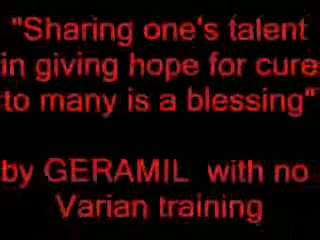 "Sharing one's talent
in giving hope for cure
to many is a blessing"
by GERAMIL with no
Varian training